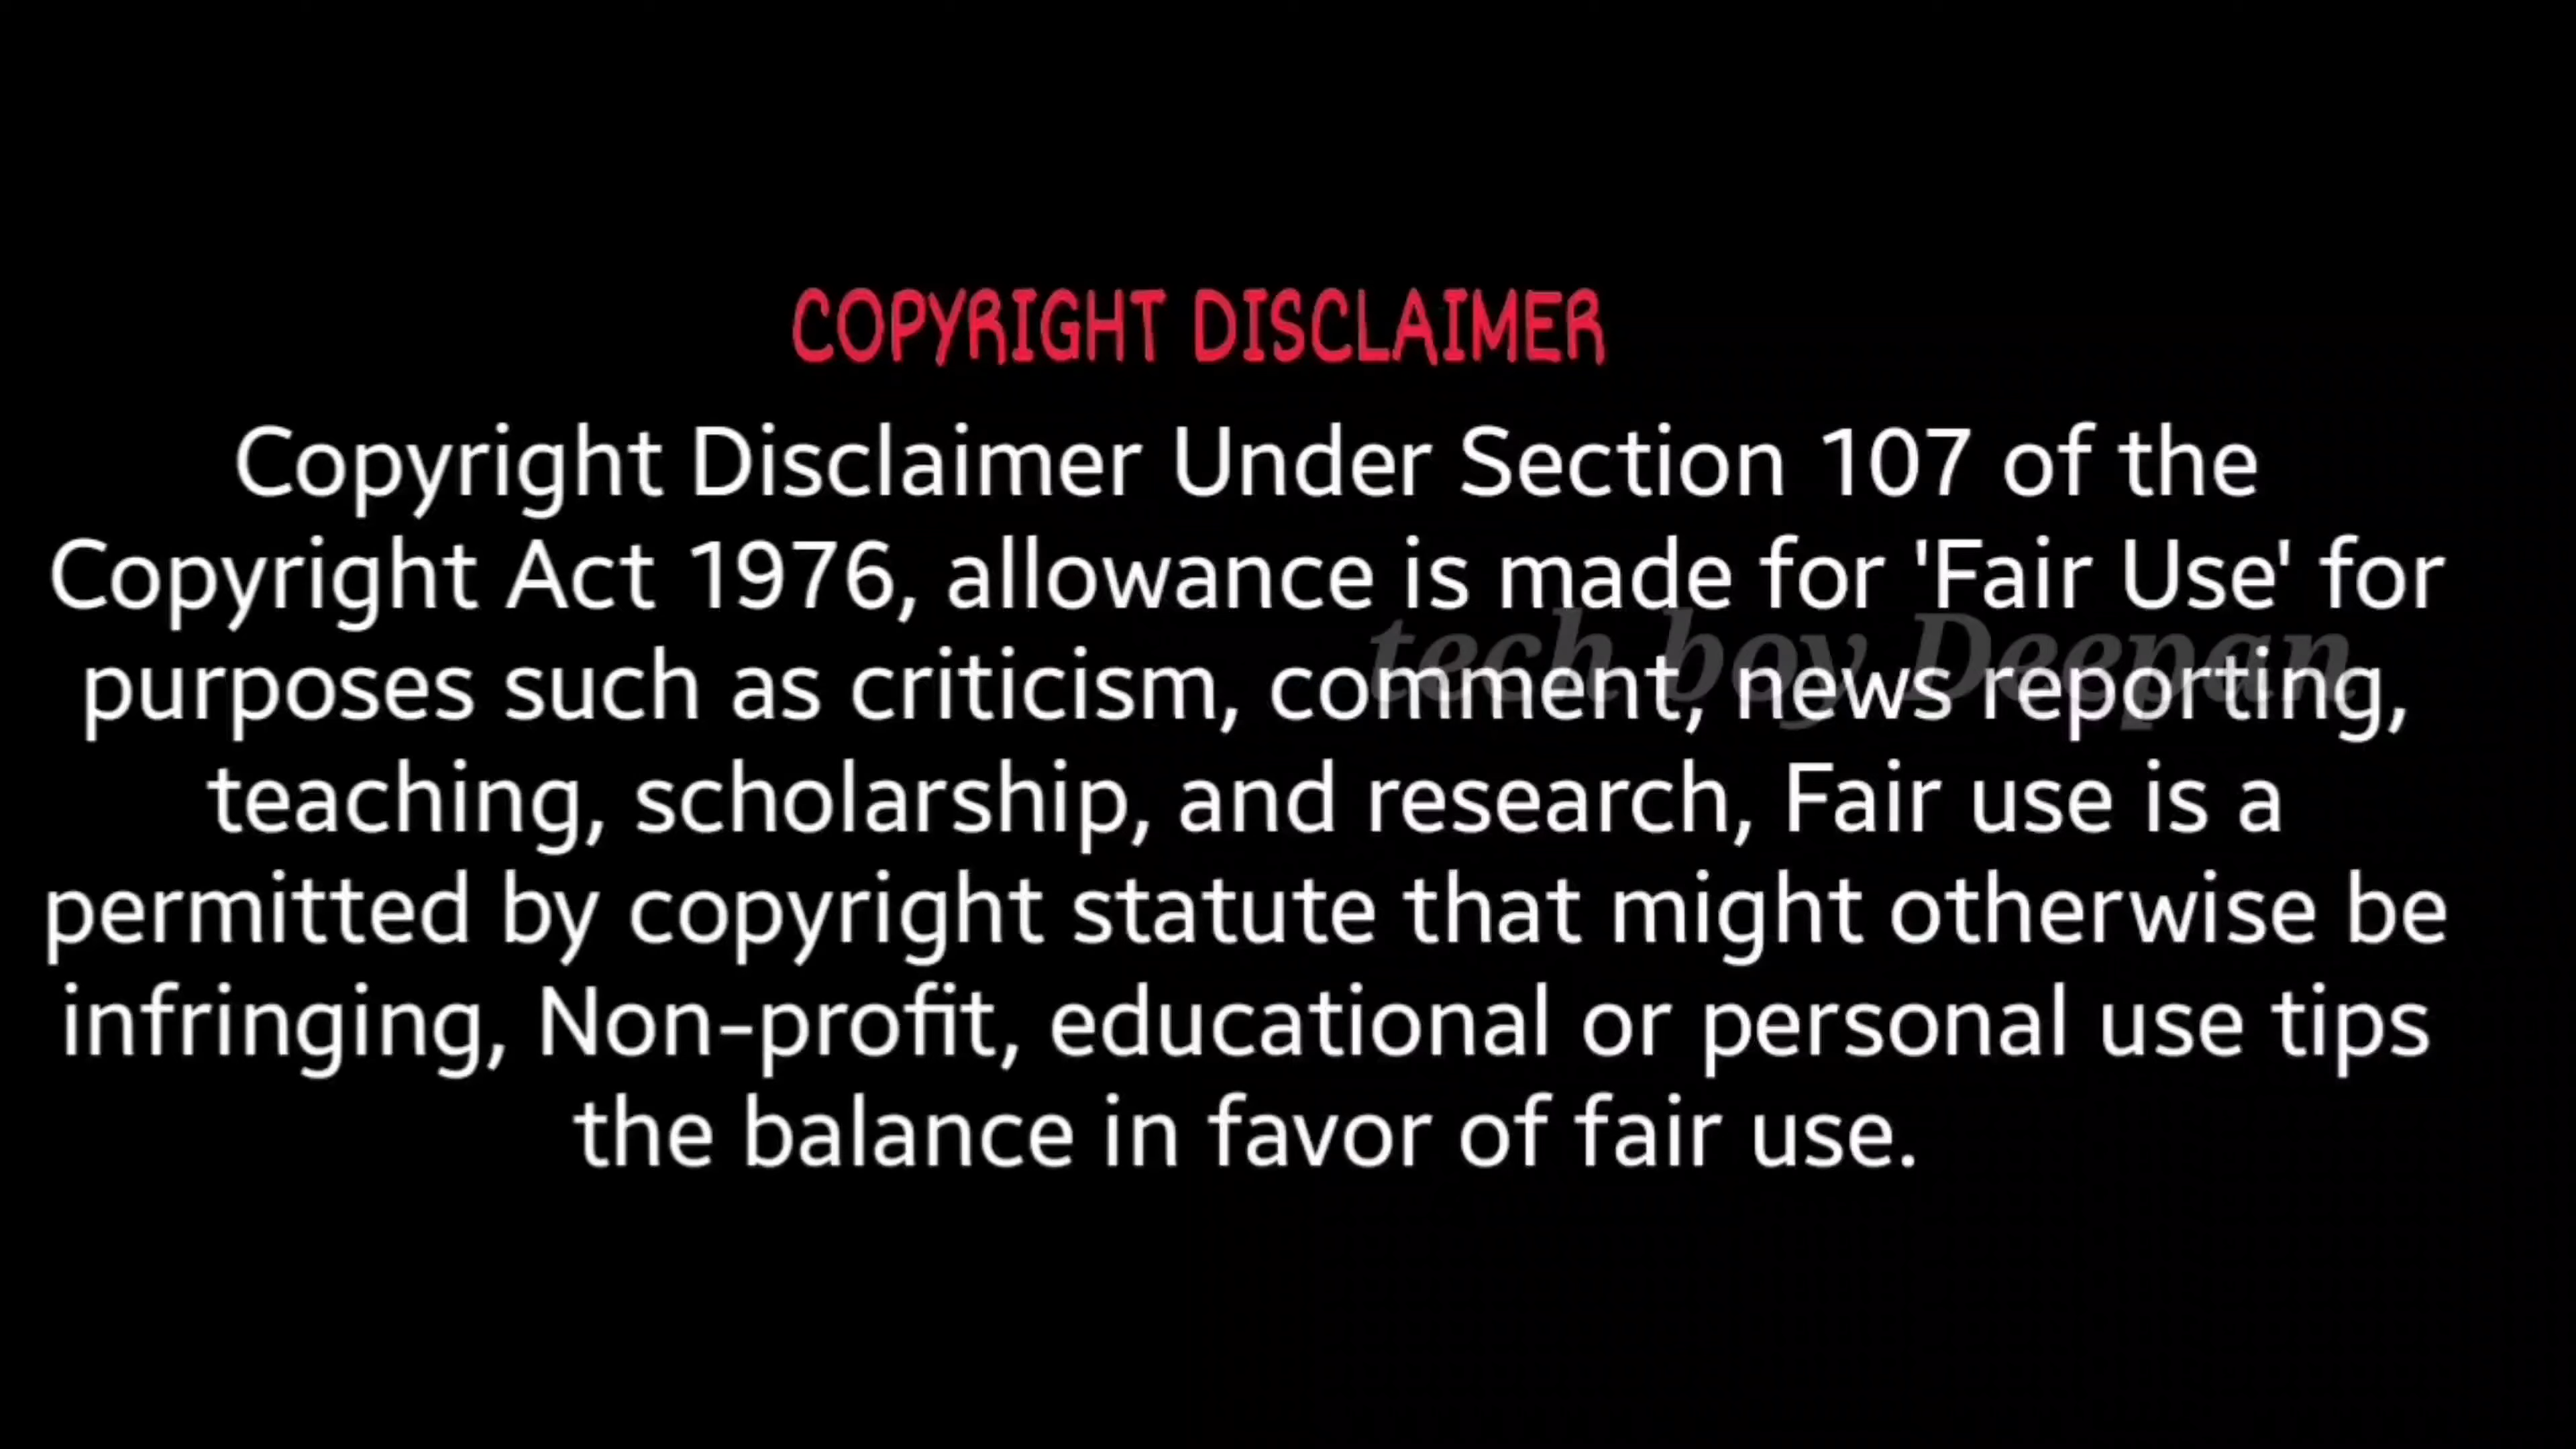 COPYRIGHT DISCLAIMER
Copyright Disclaimer Under Section 107 of the
Copyright Act 1976, allowance is made for 'Fair Use' for
tech boy Deepan
purposes such as criticism, comment, news reporting,
teaching, scholarship, and research, Fair use is a
permitted by copyright statute that might otherwise be
infringing, Non-profit, educational or personal use tips
the balance in favor of fair use.